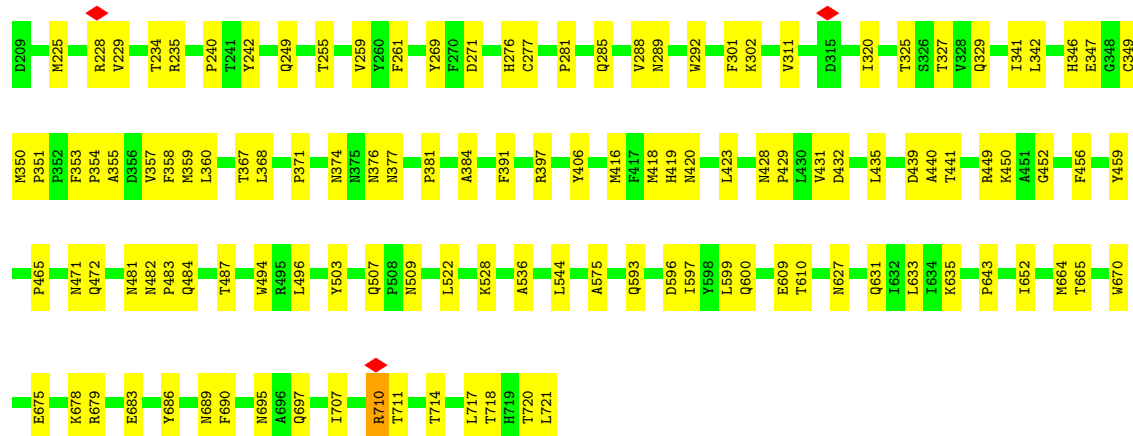 D209 M225 R228 V229 T234 R235 P240 T241 Y242 Q249 T255 V259 Y260 F261 Y269 F270 D271 H276 C277 P281 Q285 V288 N289 W292 F301 K302 V311 D315 I320 T325 S326 T327 V328 Q329 I341 L342 H346 E347 G348 C349
M350 P351 P352 F353 P354 A355 D356 V357 F358 M359 L360 T367 L368 P371 N374 N375 N376 N377 P381 A384 F391 R397 Y406 M416 F417 M418 H419 N420 L423 N428 P429 L430 V431 D432 L435 D439 A440 T441 R449 K450 A451 G452 F456 Y459
P465 N471 Q472 N481 N482 P483 Q484 T487 W494 R495 L496 Y503 Q507 P508 N509 L522 K528 A536 L544 A575 Q593 D596 I597 Y598 L599 Q600 E609 T610 N627 Q631 I632 L633 I634 K635 P643 I652 M664 T665 W670
E675 K678 R679 E683 Y686 N689 F690 N695 A696 Q697 I707 R710 T711 T714 L717 T718 H719 T720 L721